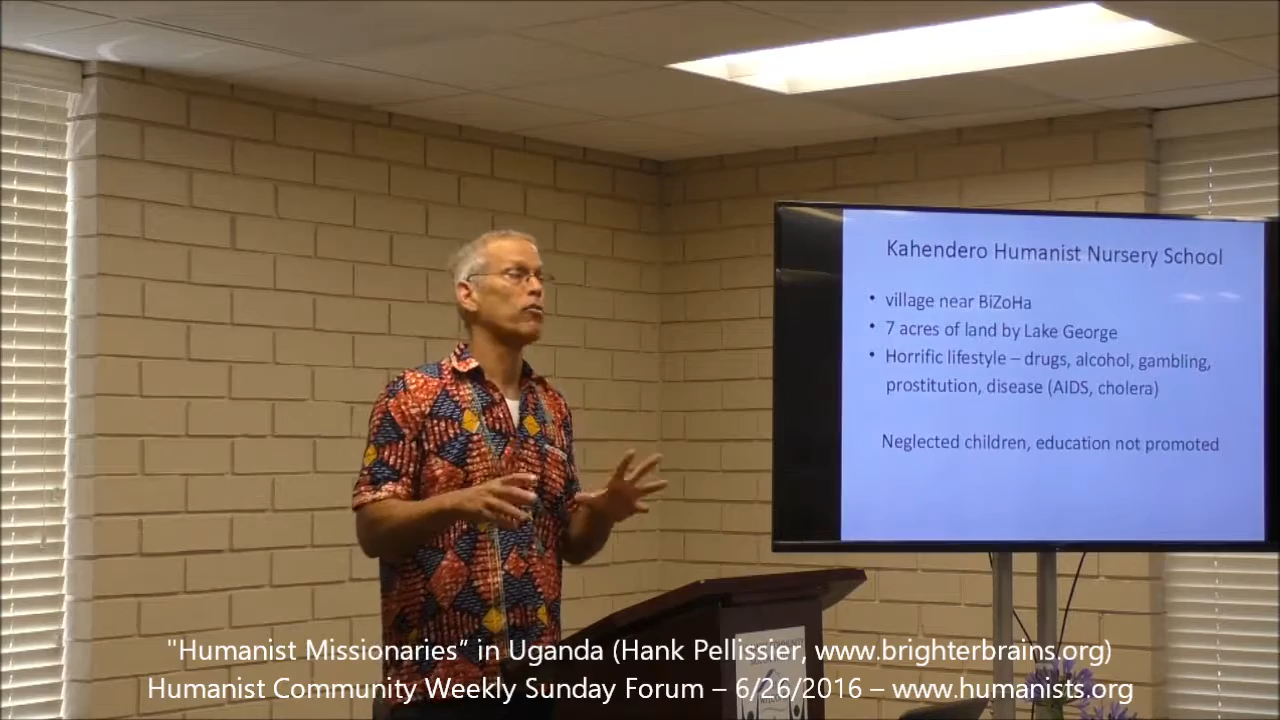 Kahendero Humanist Nursery School
• village near BiZoHa
• 7 acres of land by Lake George
• Horrific lifestyle – drugs, alcohol, gambling,
prostitution, disease (AIDS, cholera)
Neglected children, education not promoted
"Humanist Missionaries" in Uganda (Hank Pellissier, www.brighterbrains.org)
Humanist Community Weekly Sunday Forum – 6/26/2016 – www.humanists.org